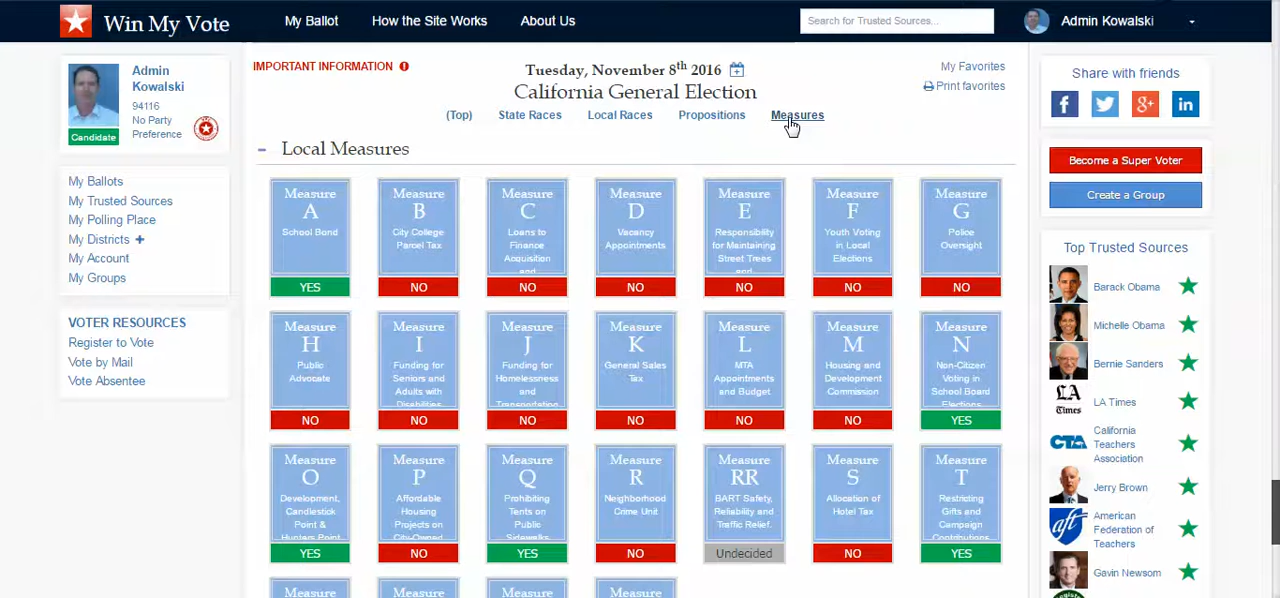 Win My Vote
My Ballot
How the Site Works
About Us
Search for Trusted Sources...
Admin Kowalski
Admin
Kowalski
94116
No Party
Preference
Candidate
My Ballots
My Trusted Sources
My Polling Place
My Districts +
My Account
My Groups
VOTER RESOURCES
Register to Vote
Vote by Mail
Vote Absentee
IMPORTANT INFORMATION
Tuesday, November 8th 2016
California General Election
My Favorites
Print favorites
(Top)
State Races
Local Races
Propositions
Measures
- Local Measures
Measure
A
School Bond
YES
Measure
B
City College
Parcel Tax
NO
Measure
C
Loans to
Finance
Acquisition
and
NO
Measure
D
Vacancy
Appointments
NO
Measure
E
Responsibility
for Maintaining
Street Trees
and
NO
Measure
F
Youth Voting
in Local
Elections
NO
Measure
G
Police
Oversight
NO
Measure
H
Public
Advocate
NO
Measure
I
Funding for
Seniors and
Adults with
Disabilities
NO
Measure
J
Funding for
Homelessness
and
Transportation
NO
Measure
K
General Sales
Tax
NO
Measure
L
MTA
Appointments
and Budget
NO
Measure
M
Housing and
Development
Commission
NO
Measure
N
Non-Citizen
Voting in
School Board
Elections
YES
Measure
O
Development,
Candlestick
Point &
Hunters Point
YES
Measure
P
Affordable
Housing
Projects on
City-Owned
NO
Measure
Q
Prohibiting
Tents on
Public
Sidewalks
YES
Measure
R
Neighborhood
Crime Unit
NO
Measure
RR
BART Safety,
Reliability and
Traffic Relief.
Undecided
Measure
S
Allocation of
Hotel Tax
NO
Measure
T
Restricting
Gifts and
Campaign
Contributions
YES
Measure
Measure
Measure
Measure
Share with friends
Become a Super Voter
Create a Group
Top Trusted Sources
Barack Obama
Michelle Obama
Bernie Sanders
LA
Times
LA Times
CTA
California
Teachers
Association
Jerry Brown
aft
American
Federation of
Teachers
Gavin Newsom